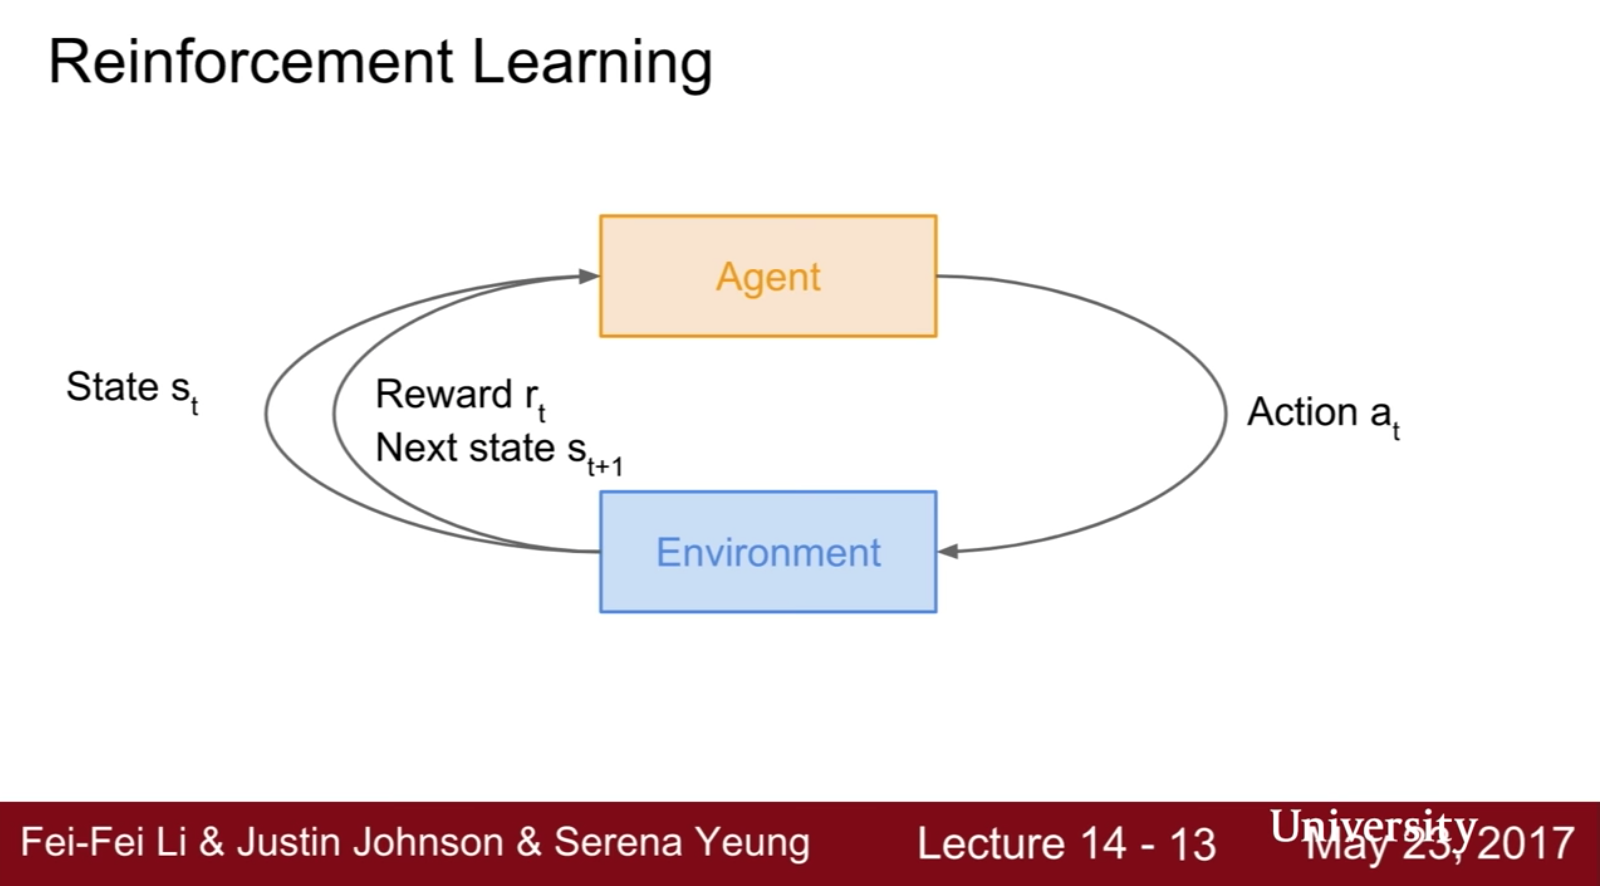 Reinforcement Learning
Agent
State s_t
Reward r_t
Next state s_t+1
Action a_t
Environment
Fei-Fei Li & Justin Johnson & Serena Yeung
Lecture 14 - 13
University
May 23, 2017